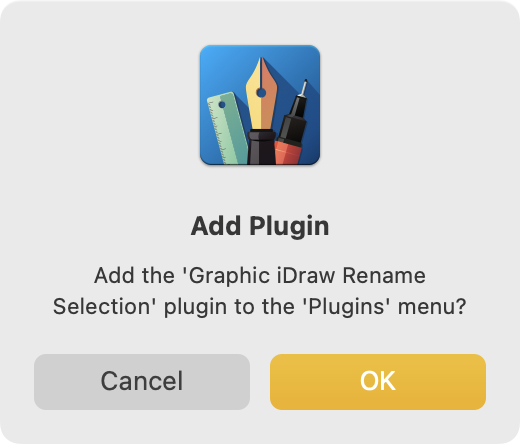 Add Plugin
Add the 'Graphic iDraw Rename
Selection' plugin to the 'Plugins' menu?
Cancel
OK